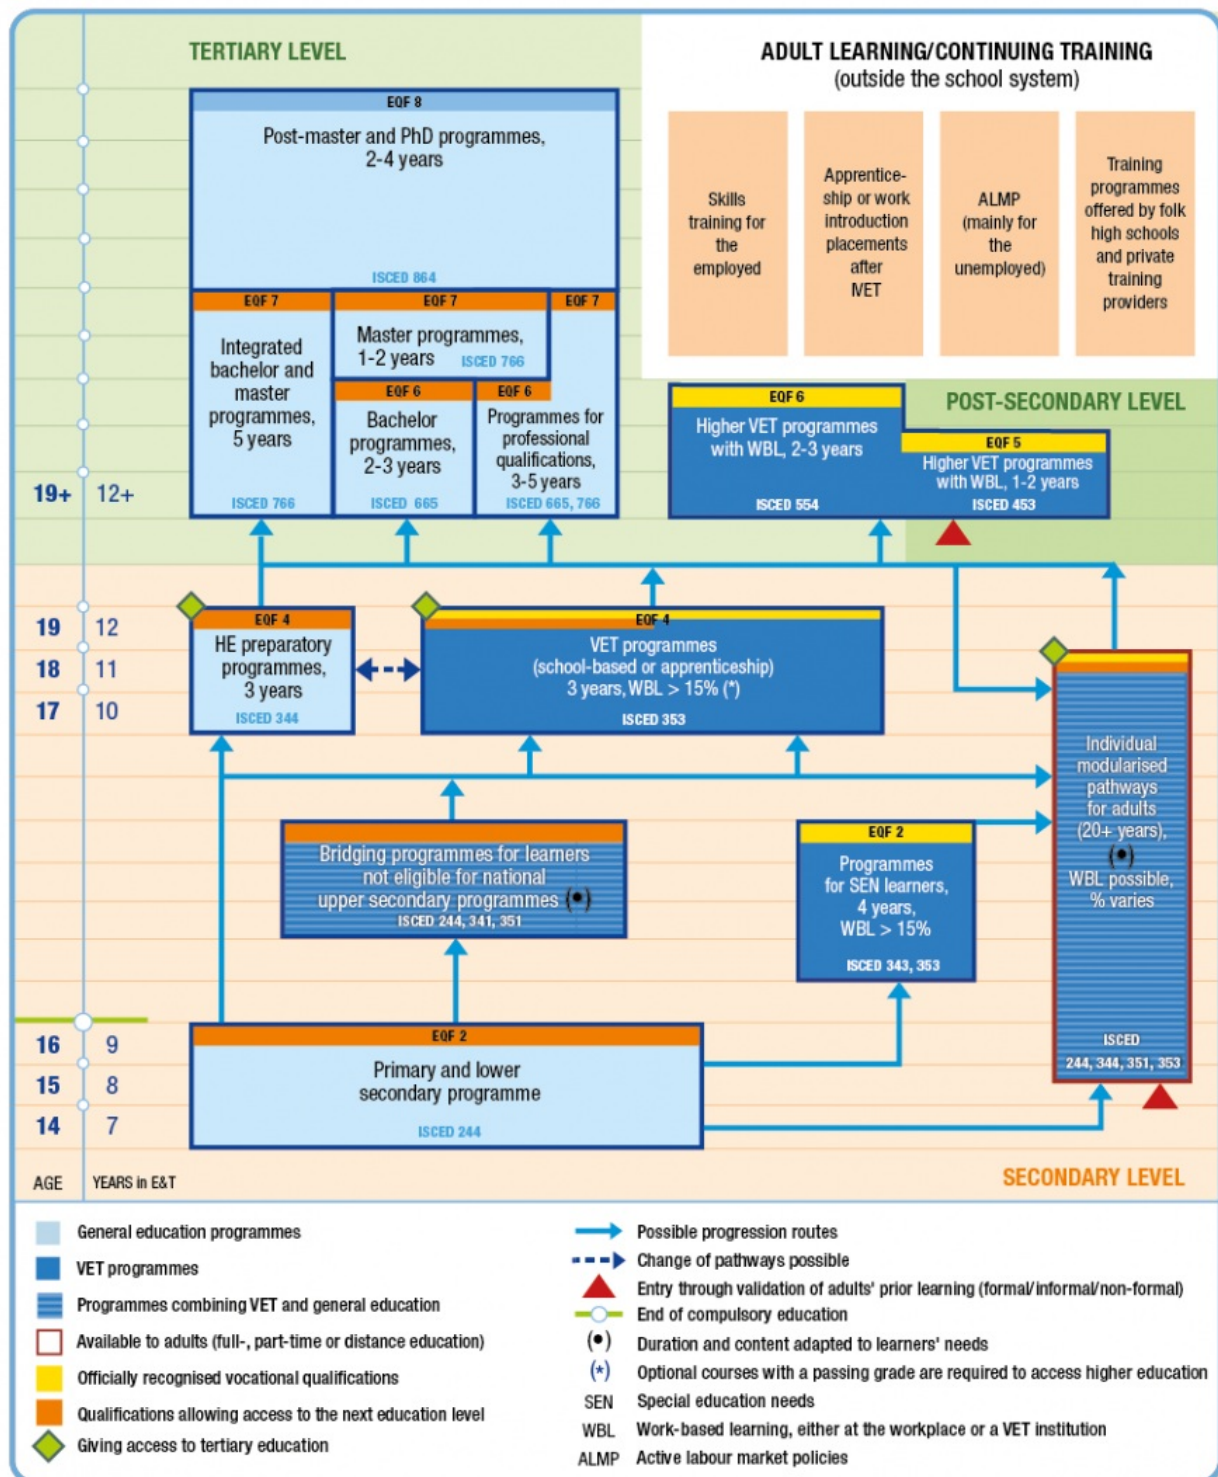 TERTIARY LEVEL
ADULT LEARNING/CONTINUING TRAINING
(outside the school system)
EQF 8
Post-master and PhD programmes,
2-4 years
ISCED 864
Skills
training for
the
employed
Apprentice-
ship or work
introduction
placements
after
IVET
ALMP
(mainly for
the
unemployed)
Training
programmes
offered by folk
high schools
and private
training
providers
EQF 7
Integrated
bachelor and
master
programmes,
5 years
ISCED 766
EQF 7
Master programmes,
1-2 years ISCED 766
EQF 7
EQF 6
Bachelor
programmes,
2-3 years
ISCED 665
EQF 6
Programmes for
professional
qualifications,
3-5 years
ISCED 665, 766
EQF 6
Higher VET programmes
with WBL, 2-3 years
ISCED 554
POST-SECONDARY LEVEL
EQF 5
Higher VET programmes
with WBL, 1-2 years
ISCED 453
19+ 12+
19 12
18 11
17 10
EQF 4
HE preparatory
programmes,
3 years
ISCED 344
EQF 4
VET programmes
(school-based or apprenticeship)
3 years, WBL > 15% (*)
ISCED 353
Individual
modularised
pathways
for adults
(20+ years),
(•)
WBL possible,
% varies
ISCED
244, 344, 351, 353
Bridging programmes for learners
not eligible for national
upper secondary programmes (•)
ISCED 244, 341, 351
EQF 2
Programmes
for SEN learners,
4 years,
WBL > 15%
ISCED 343, 353
16 9
15 8
14 7
EQF 2
Primary and lower
secondary programme
ISCED 244
AGE YEARS in E&T
SECONDARY LEVEL
General education programmes
VET programmes
Programmes combining VET and general education
Available to adults (full-, part-time or distance education)
Officially recognised vocational qualifications
Qualifications allowing access to the next education level
Giving access to tertiary education
Possible progression routes
Change of pathways possible
Entry through validation of adults' prior learning (formal/informal/non-formal)
End of compulsory education
(•) Duration and content adapted to learners' needs
(*) Optional courses with a passing grade are required to access higher education
SEN Special education needs
WBL Work-based learning, either at the workplace or a VET institution
ALMP Active labour market policies